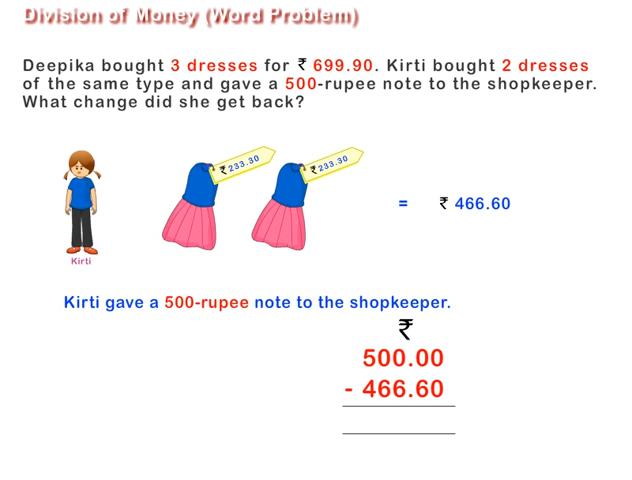 Division of Money (Word Problem)
Deepika bought 3 dresses for ₹ 699.90. Kirti bought 2 dresses
of the same type and gave a 500-rupee note to the shopkeeper.
What change did she get back?
₹ 233.30
₹ 233.30
= ₹ 466.60
Kirti
Kirti gave a 500-rupee note to the shopkeeper.
₹
500.00
- 466.60